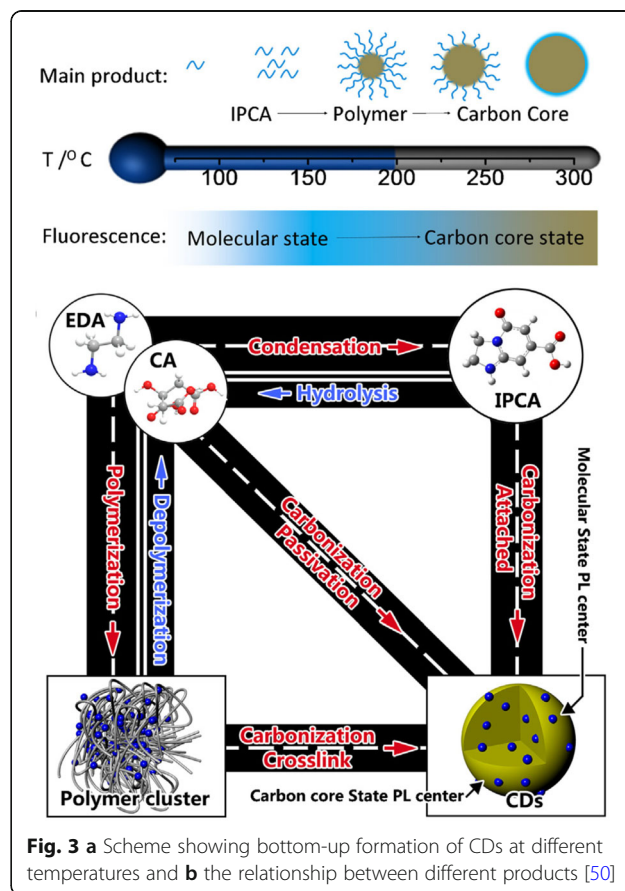 Main product:
IPCA Polymer Carbon Core
T /⁰ C
100 150 200 250 300
Fluorescence: Molecular state Carbon core state
EDA
CA
Condensation
Hydrolysis
IPCA
Polymerization
Depolymerization
Carbonization
Passivation
Carbonization
Attached
Molecular State PL center
Carbonization
Crosslink
Polymer cluster
Carbon core State PL center
CDs
Fig. 3 a Scheme showing bottom-up formation of CDs at different
temperatures and b the relationship between different products [50]